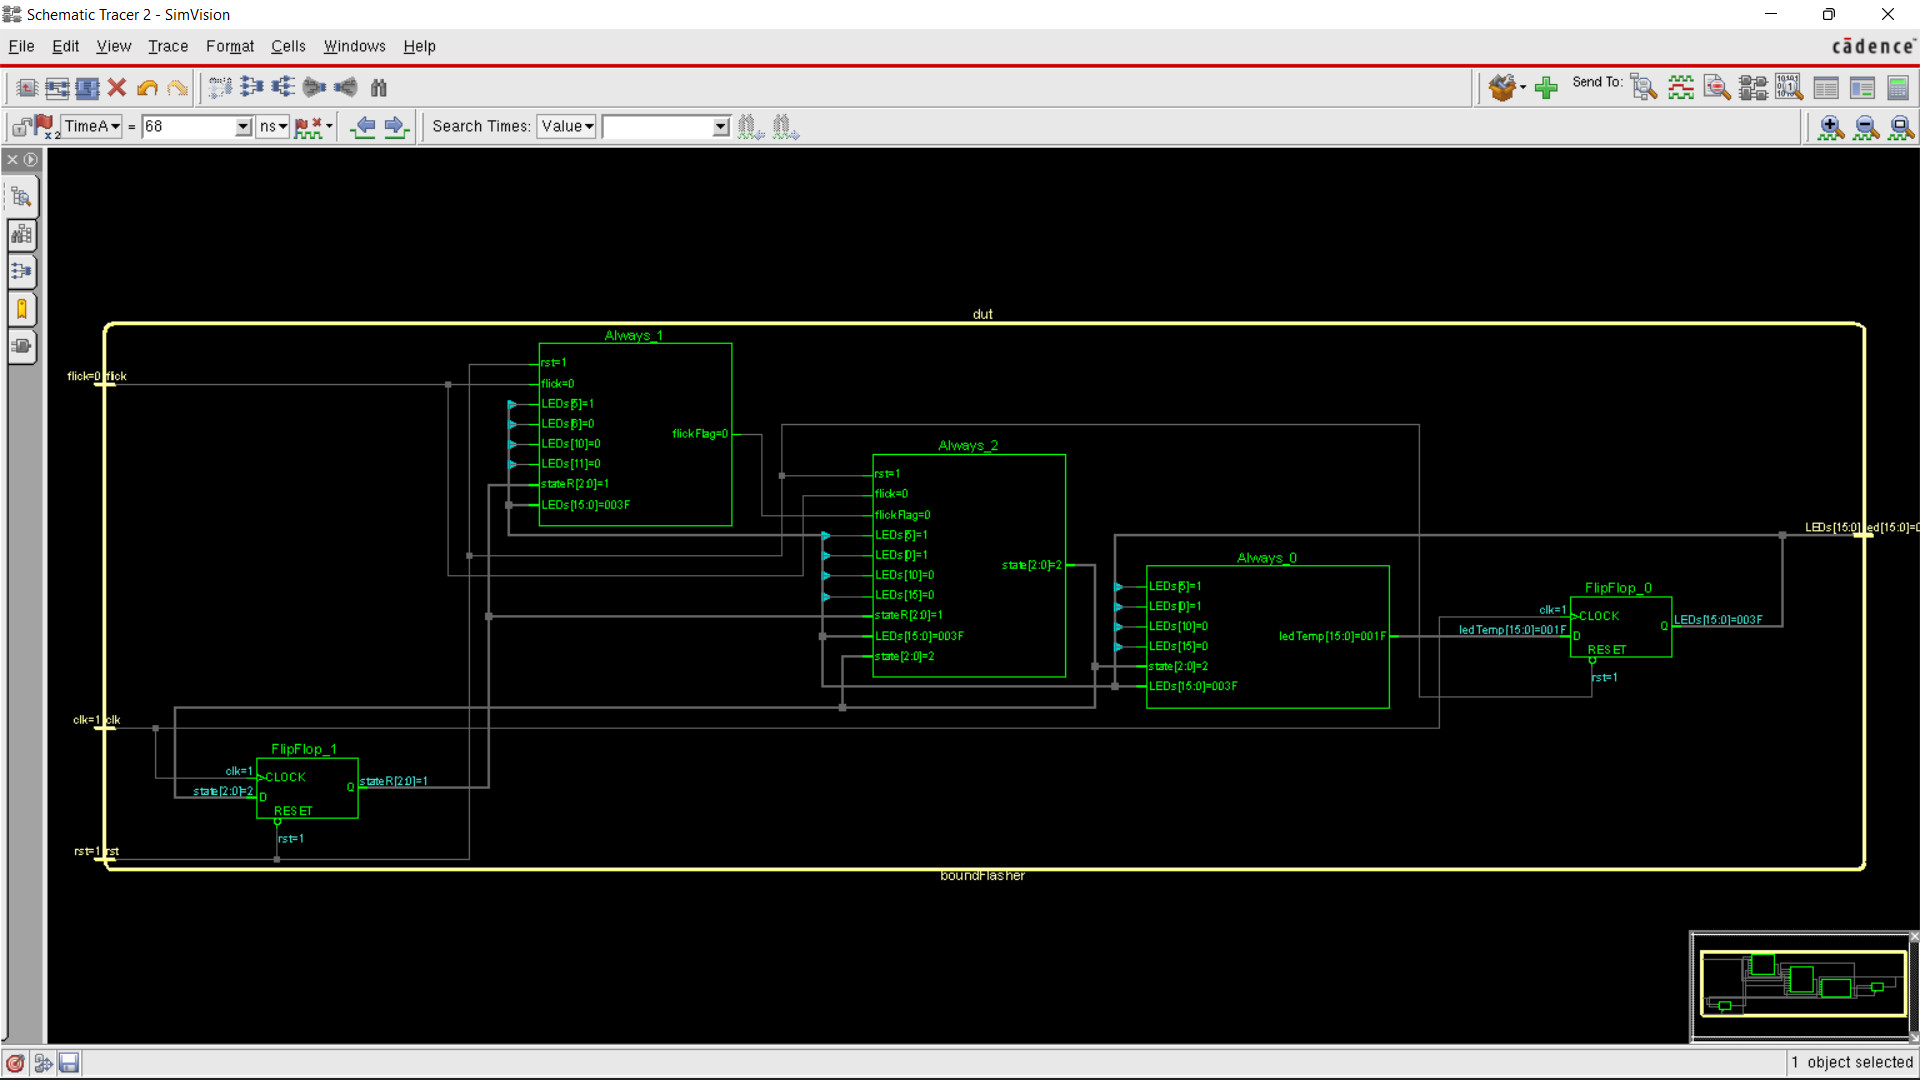 Schematic Tracer 2 - SimVision
File Edit View Trace Format Cells Windows Help
cādence
Send To:
TimeA = 68 ns Search Times: Value
dut
Always_1
rst=1
flick=0 flick
flick=0
LEDs[5]=1
LEDs[6]=0
flickFlag=0
LEDs[10]=0
LEDs[11]=0
stateR[2:0]=1
LEDs[15:0]=003F
Always_2
rst=1
flick=0
flickFlag=0
LEDs[5]=1
LEDs[0]=1
state[2:0]=2
LEDs[10]=0
LEDs[15]=0
stateR[2:0]=1
LEDs[15:0]=003F
state[2:0]=2
Always_0
LEDs[5]=1
LEDs[0]=1
LEDs[10]=0
ledTemp[15:0]=001F
LEDs[15]=0
state[2:0]=2
LEDs[15:0]=003F
LEDs[15:0] ed[15:0]=0
FlipFlop_0
clk=1 CLOCK
ledTemp[15:0]=001F D
Q LEDs[15:0]=003F
RESET
rst=1
clk=1 clk
FlipFlop_1
clk=1 CLOCK
state[2:0]=2 D
Q stateR[2:0]=1
RESET
rst=1
rst=1 rst
boundFlasher
1 object selected